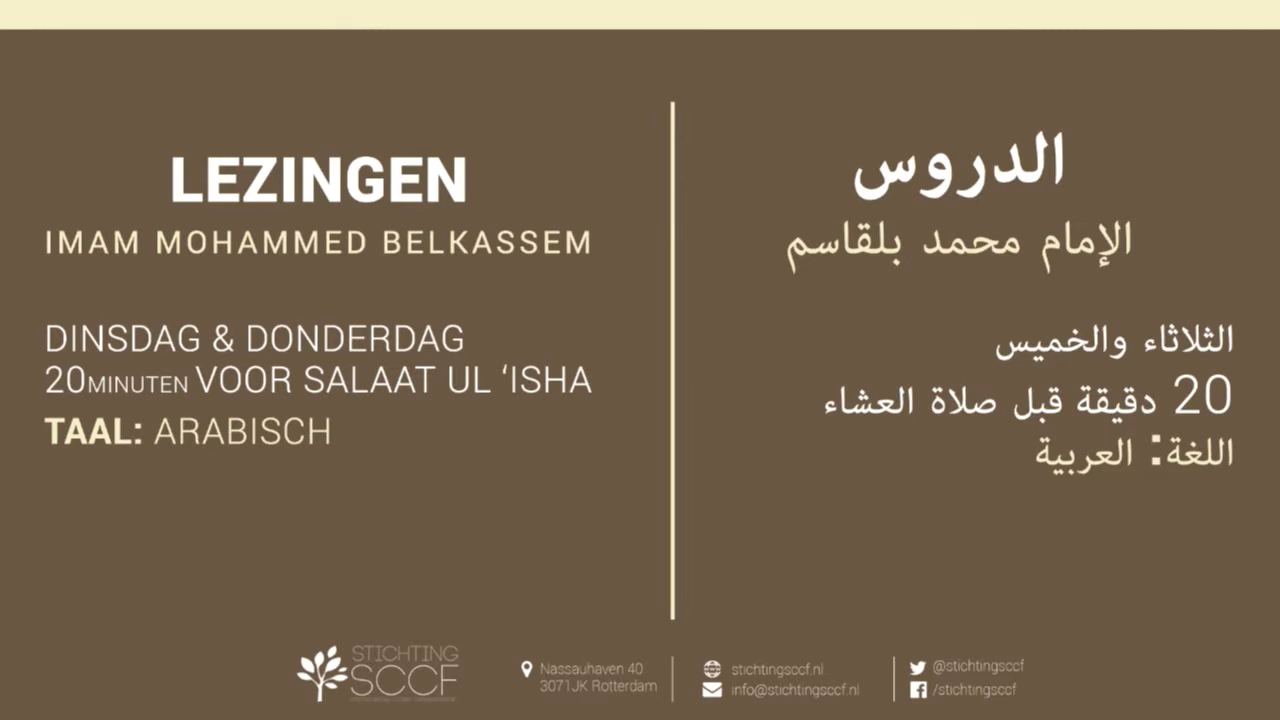 LEZINGEN
IMAM MOHAMMED BELKASSEM
DINSDAG & DONDERDAG
20MINUTEN VOOR SALAAT UL ‘ISHA
TAAL: ARABISCH
الدروس
الإمام محمد بلقاسم
الثلاثاء والخميس
20 دقيقة قبل صلاة العشاء
اللغة: العربية
STICHTING
SCCF
Nassauhaven 40
3071JK Rotterdam
stichtingsccf.nl
info@stichtingsccf.nl
@stichtingsccf
/stichtingsccf